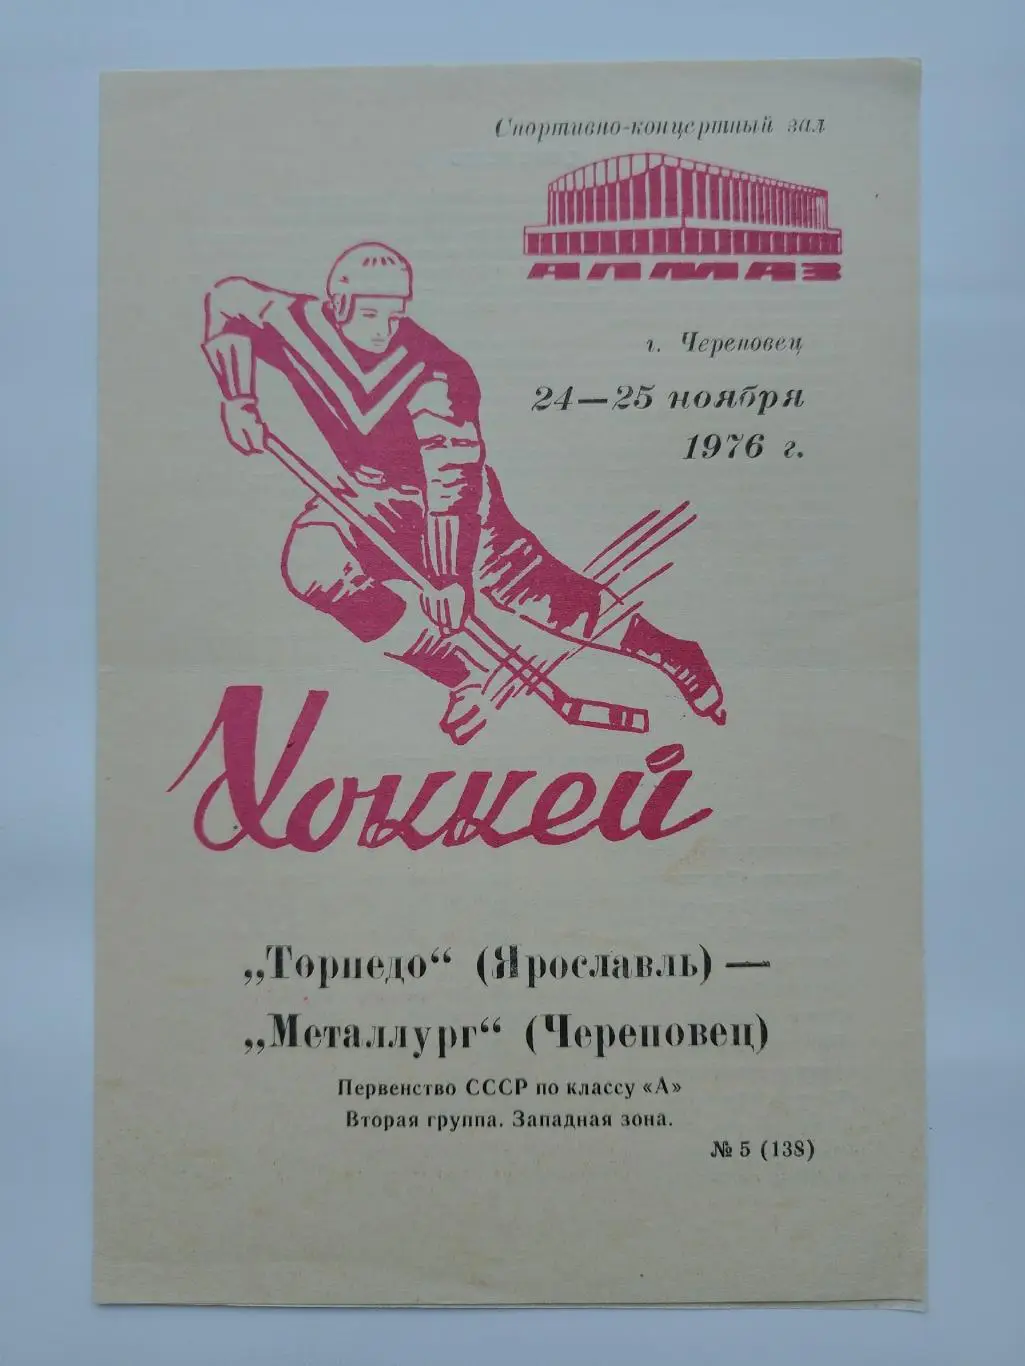 Спортивно-концертный зал
АЛМАЗ
г. Череповец
24—25 ноября
1976 г.
Хоккей
„Торпедо“ (Ярославль) —
„Металлург“ (Череповец)
Первенство СССР по классу «А»
Вторая группа. Западная зона.
№ 5 (138)